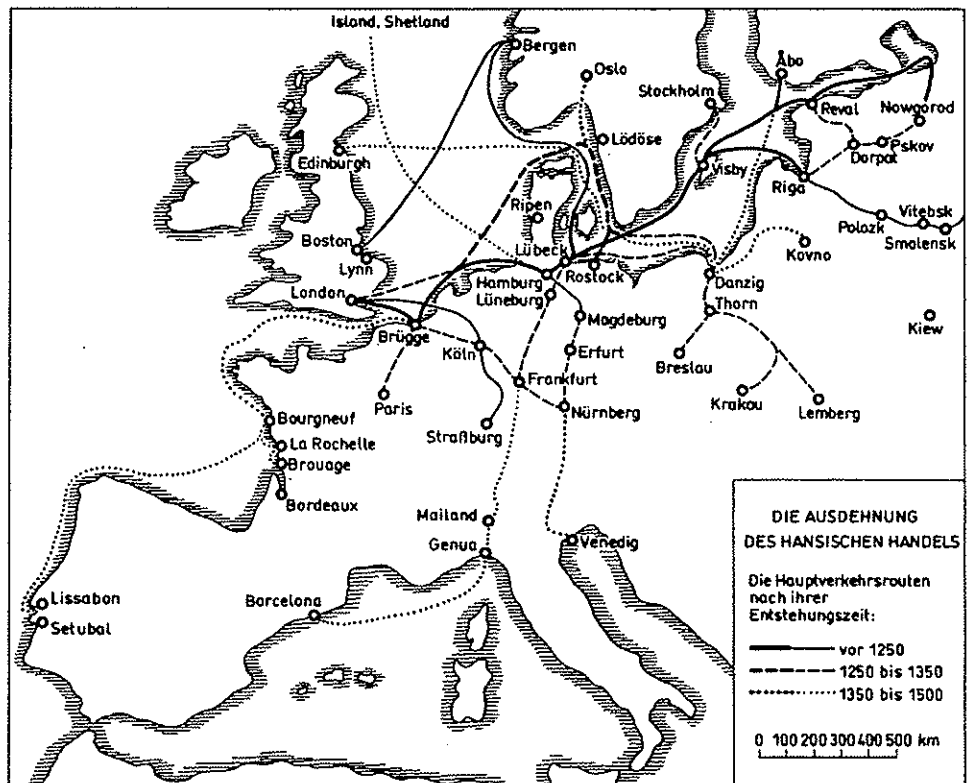 Island, Shetland
Bergen
Oslo
Åbo
Stockholm
Reval
Nowgorod
Lödöse
Edinburgh
Dorpat
Pskov
Visby
Riga
Ripen
Vitebsk
Polozk
Smolensk
Boston
Lynn
Lübeck
Kovno
Rostock
Hamburg
Danzig
London
Lüneburg
Thorn
Magdeburg
Kiew
Brügge
Köln
Erfurt
Breslau
Frankfurt
Paris
Krakau
Lemberg
Nürnberg
Bourgneuf
Straßburg
La Rochelle
Brouage
Bordeaux
Mailand
Genua
Venedig
Lissabon
Barcelona
Setubal
DIE AUSDEHNUNG
DES HANSISCHEN HANDELS
Die Hauptverkehrsrouten
nach ihrer
Entstehungszeit:
vor 1250
1250 bis 1350
1350 bis 1500
0 100 200 300 400 500 km